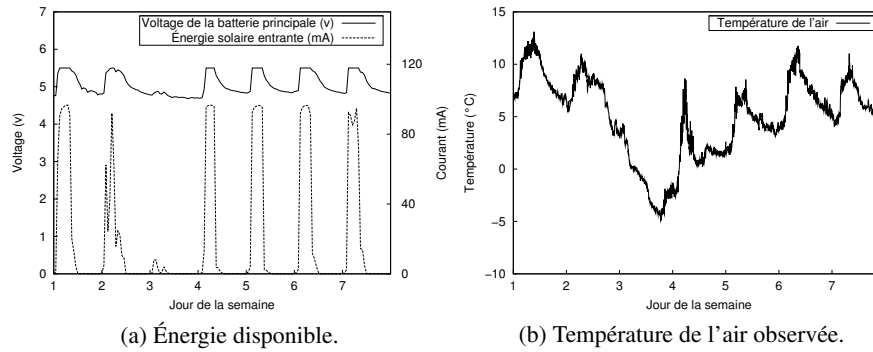 Voltage de la batterie principale (v)
Énergie solaire entrante (mA)
7
6
5
4
3
2
1
0
Voltage (v)
120
80
40
0
Courant (mA)
1 2 3 4 5 6 7
Jour de la semaine
(a) Énergie disponible.
Température de l'air
15
10
5
0
−5
−10
Température (°C)
1 2 3 4 5 6 7
Jour de la semaine
(b) Température de l'air observée.